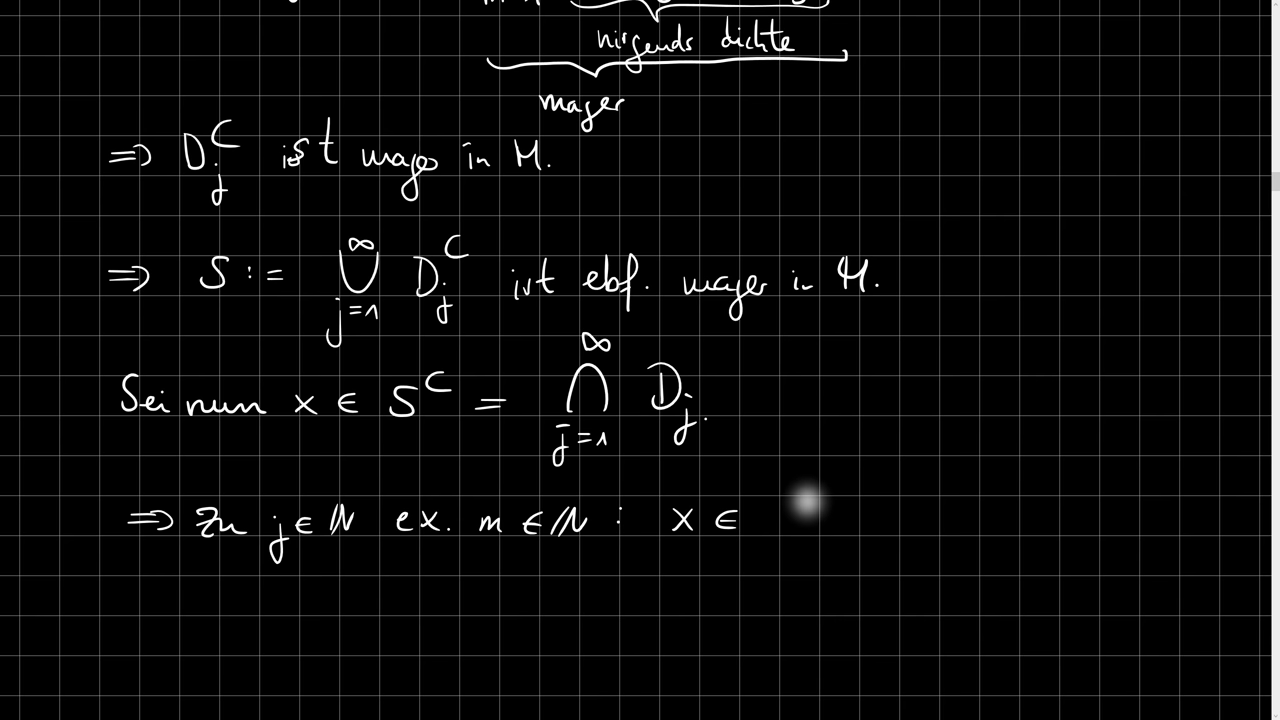 nirgends dichte
mager
⇒ D_j^C ist mager in M.
⇒ S := ⋃_{j=1}^∞ D_j^C ist ebf. mager in M.
Sei nun x ∈ S^C = ⋂_{j=1}^∞ D_j.
⇒ Zu j ∈ ℕ ex. m ∈ ℕ : x ∈